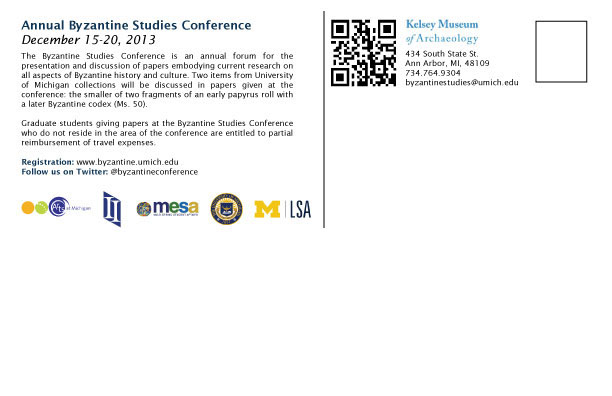 Annual Byzantine Studies Conference
December 15-20, 2013
The Byzantine Studies Conference is an annual forum for the
presentation and discussion of papers embodying current research on
all aspects of Byzantine history and culture. Two items from University
of Michigan collections will be discussed in papers given at the
conference: the smaller of two fragments of an early papyrus roll with
a later Byzantine codex (Ms. 50).
Graduate students giving papers at the Byzantine Studies Conference
who do not reside in the area of the conference are entitled to partial
reimbursement of travel expenses.
Registration: www.byzantine.umich.edu
Follow us on Twitter: @byzantineconference
Arts at Michigan
mesa
M LSA
Kelsey Museum
of Archaeology
434 South State St.
Ann Arbor, MI, 48109
734.764.9304
byzantinestudies@umich.edu